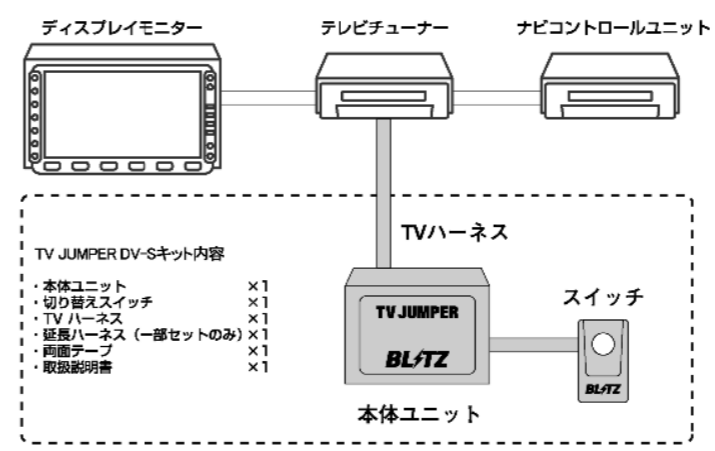 ディスプレイモニター
テレビチューナー
ナビコントロールユニット
TVハーネス
TV JUMPER DV-Sキット内容
・本体ユニット ×1
・切り替えスイッチ ×1
・TV ハーネス ×1
・延長ハーネス（一部セットのみ）×1
・両面テープ ×1
・取扱説明書 ×1
TV JUMPER
BLITZ
スイッチ
BLITZ
本体ユニット